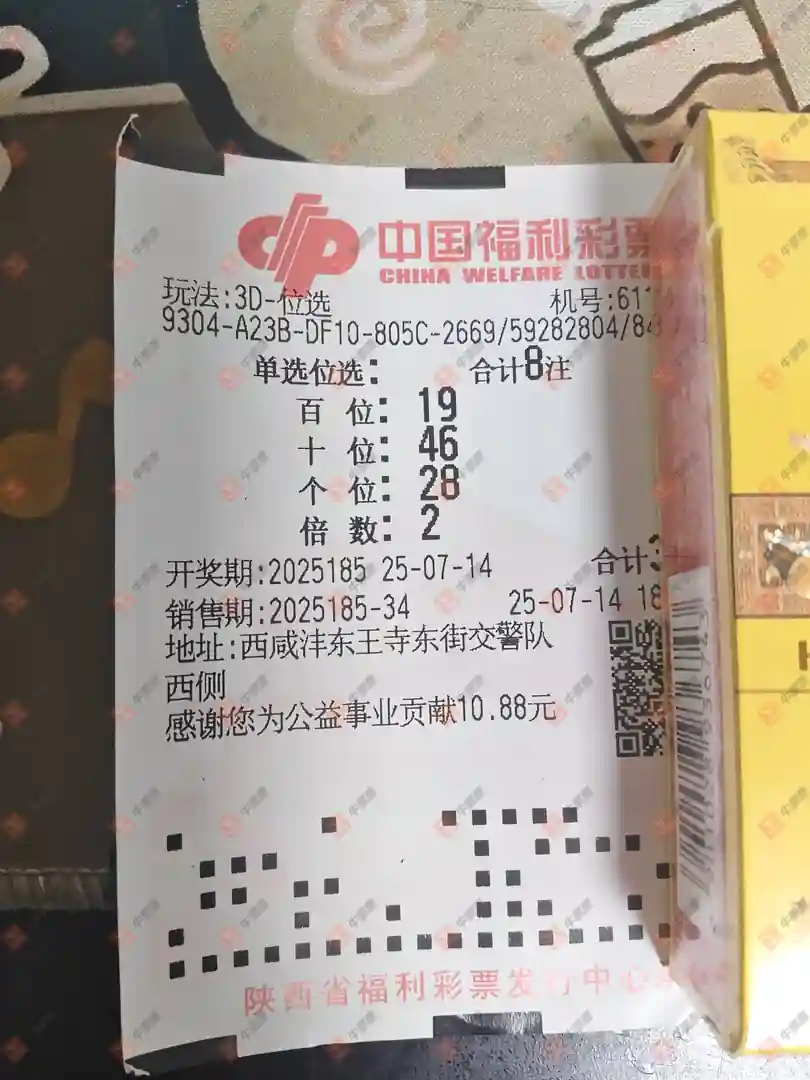 中国福利彩票
CHINA WELFARE LOTTER
玩法:3D-位选 机号:611
9304-A23B-DF10-805C-2669/59282804/84
单选位选: 合计8注
百 位: 19
十 位: 46
个 位: 28
倍 数: 2
开奖期:2025185 25-07-14 合计:3
销售期:2025185-34 25-07-14 18
地址:西咸沣东王寺东街交警队
西侧
感谢您为公益事业贡献10.88元
陕西省福利彩票发行中心